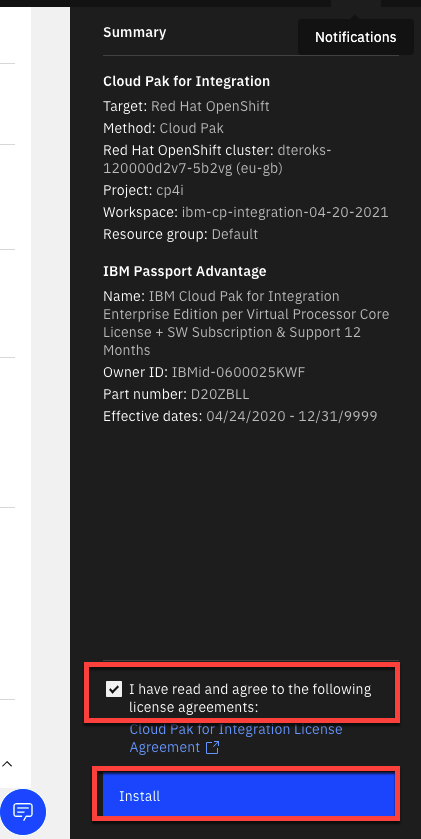 Summary
Notifications
Cloud Pak for Integration
Target: Red Hat OpenShift
Method: Cloud Pak
Red Hat OpenShift cluster: dteroks-
120000d2v7-5b2vg (eu-gb)
Project: cp4i
Workspace: ibm-cp-integration-04-20-2021
Resource group: Default
IBM Passport Advantage
Name: IBM Cloud Pak for Integration
Enterprise Edition per Virtual Processor Core
License + SW Subscription & Support 12
Months
Owner ID: IBMid-0600025KWF
Part number: D20ZBLL
Effective dates: 04/24/2020 - 12/31/9999
I have read and agree to the following
license agreements:
Cloud Pak for Integration License
Agreement
Install